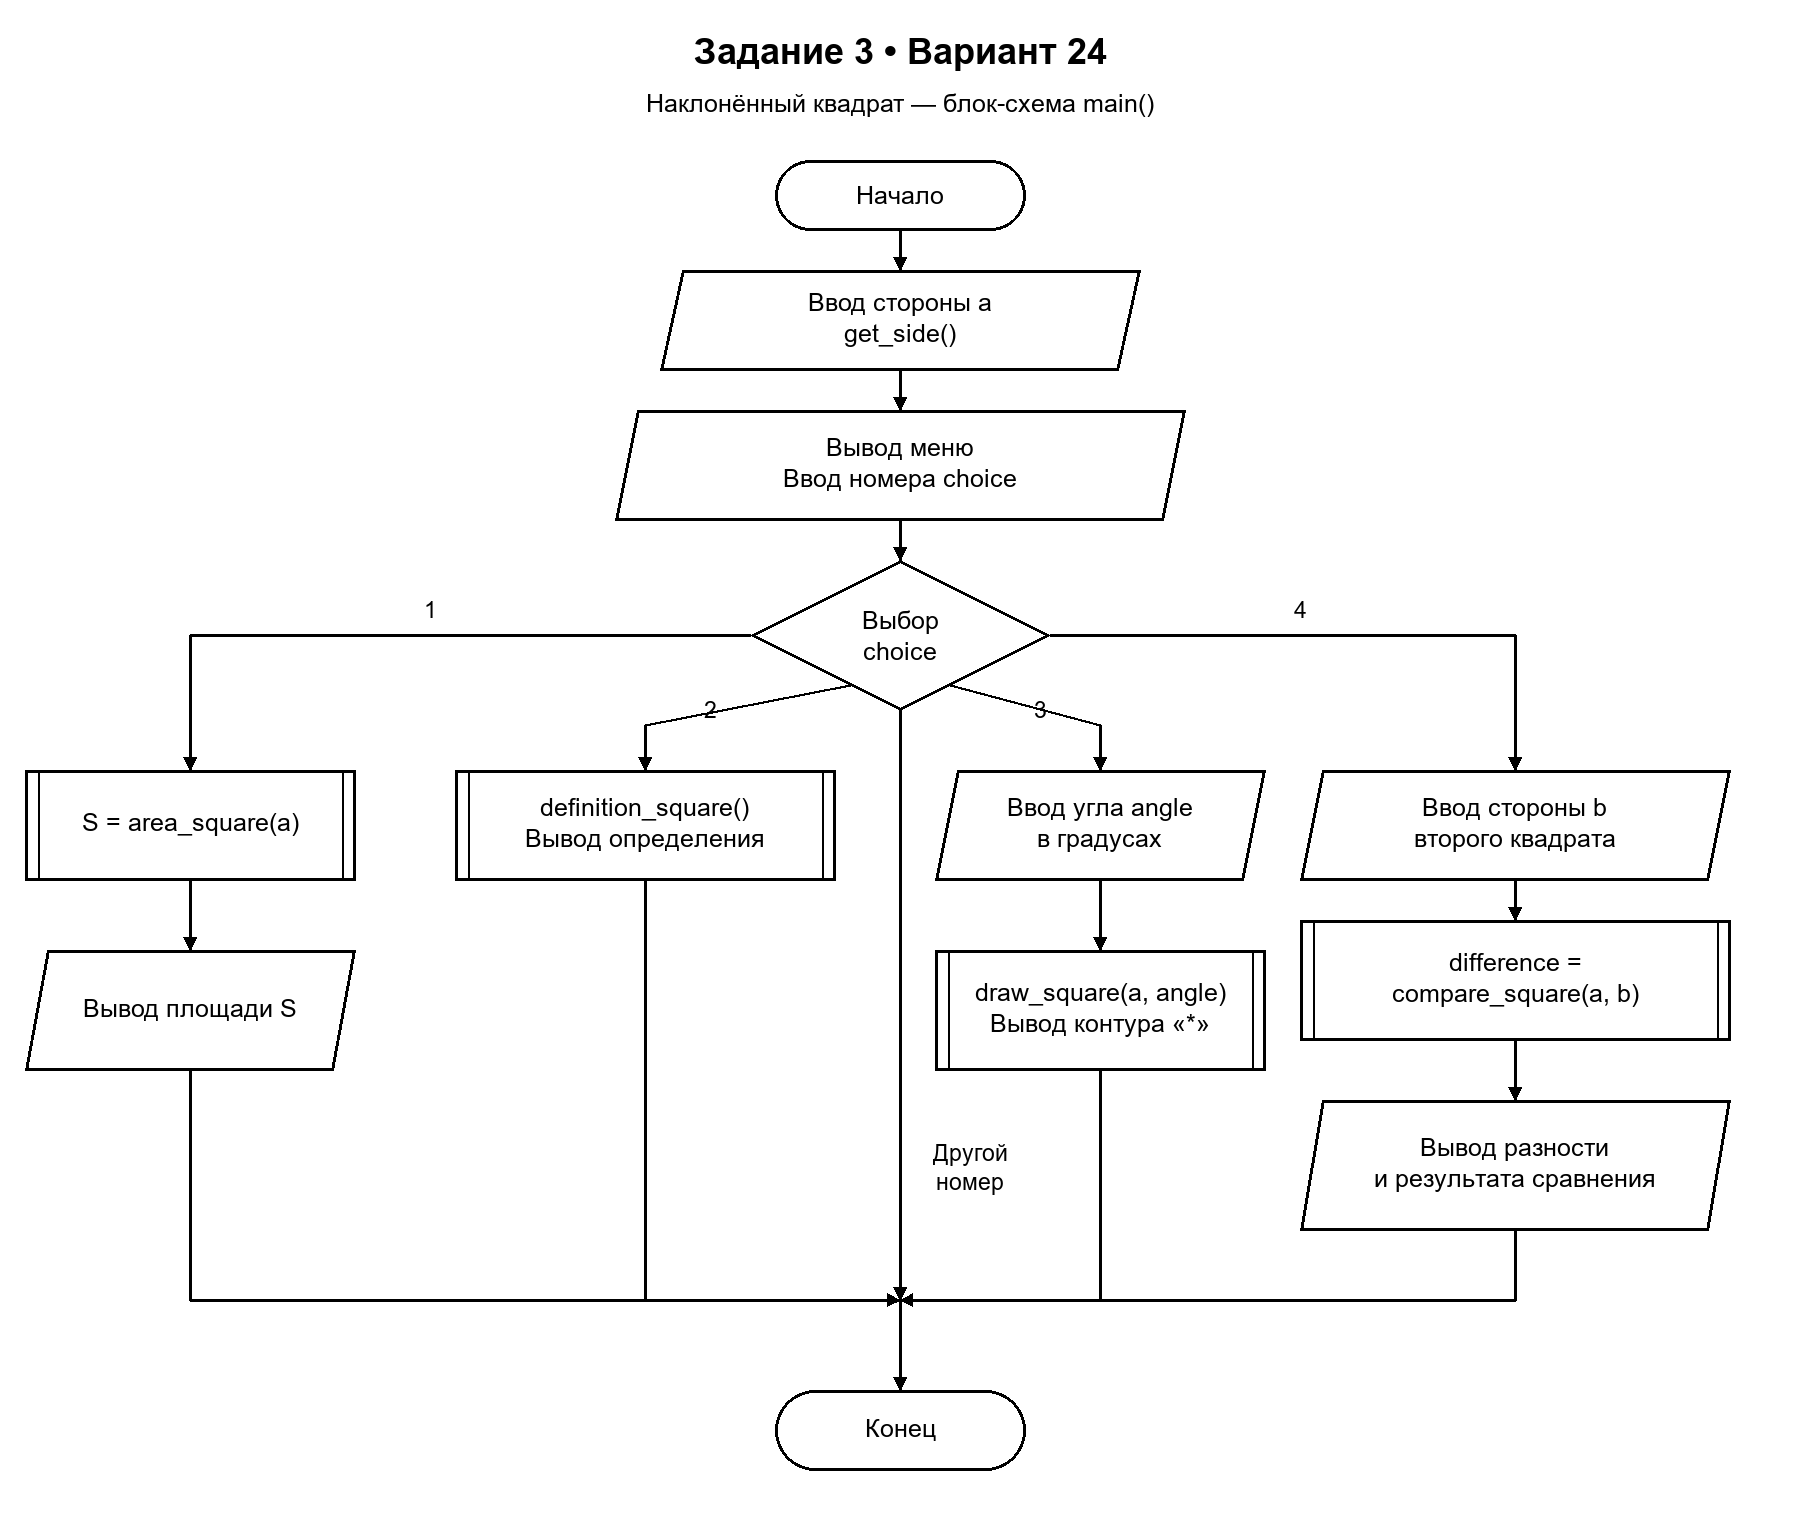 Задание 3 • Вариант 24
Наклонённый квадрат — блок-схема main()
Начало
Ввод стороны a
get_side()
Вывод меню
Ввод номера choice
Выбор
choice
1
2
3
4
S = area_square(a)
Вывод площади S
definition_square()
Вывод определения
Другой
номер
Ввод угла angle
в градусах
draw_square(a, angle)
Вывод контура «*»
Ввод стороны b
второго квадрата
difference =
compare_square(a, b)
Вывод разности
и результата сравнения
Конец